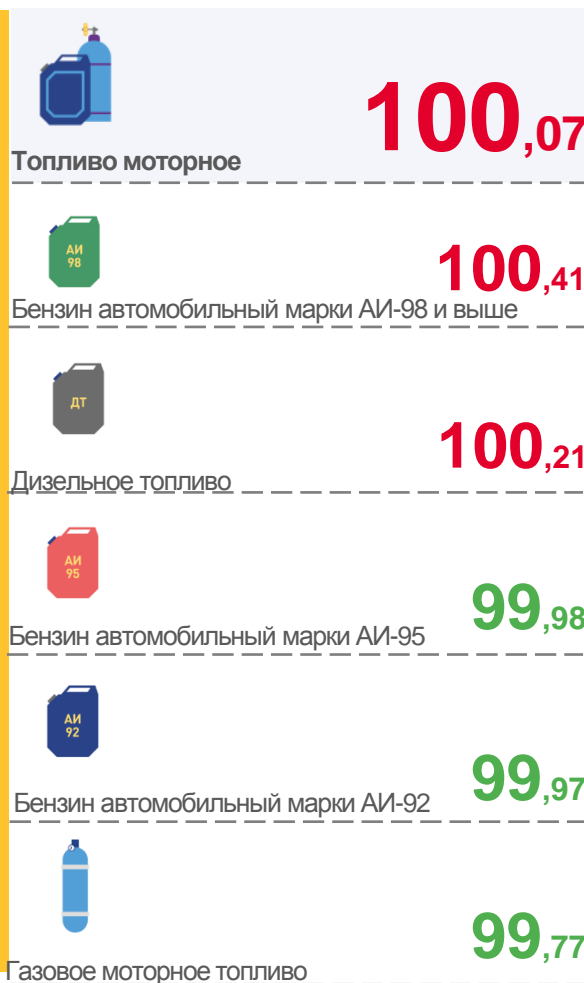 100,07
Топливо моторное
АИ
98
100,41
Бензин автомобильный марки АИ-98 и выше
ДТ
100,21
Дизельное топливо
АИ
95
99,98
Бензин автомобильный марки АИ-95
АИ
92
99,97
Бензин автомобильный марки АИ-92
99,77
Газовое моторное топливо